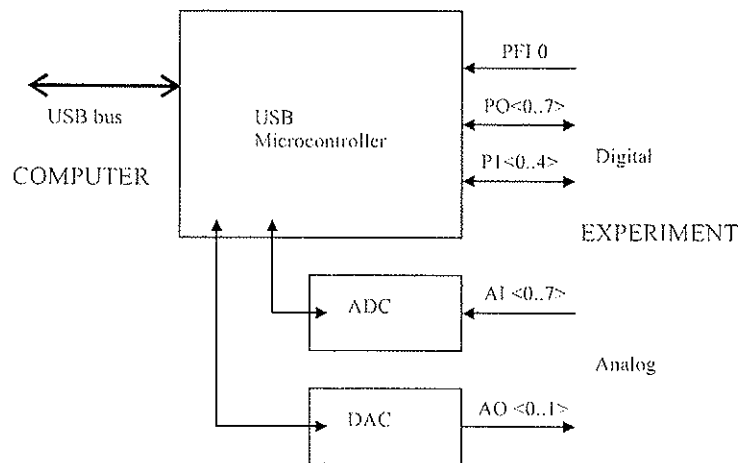 PFI 0
USB bus
USB
Microcontroller
PO<0..7>
COMPUTER
P1<0..4>
Digital
EXPERIMENT
ADC
AI <0..7>
Analog
DAC
AO <0..1>